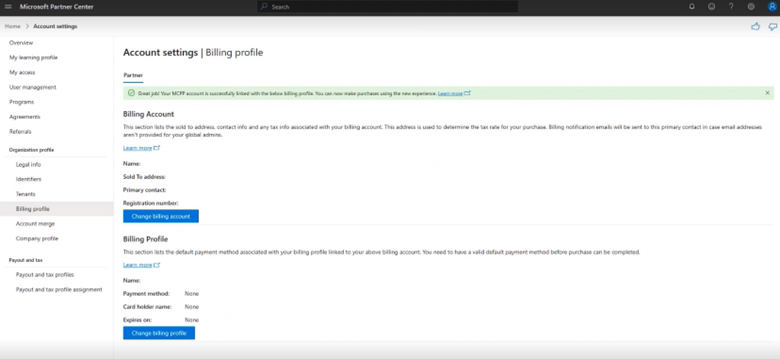 Microsoft Partner Center
Search
Home > Account settings
Overview
My learning profile
My access
User management
Programs
Agreements
Referrals
Organization profile
Legal info
Identifiers
Tenants
Billing profile
Account merge
Company profile
Payout and tax
Payout and tax profiles
Payout and tax profile assignment
Account settings | Billing profile
Partner
Great job! Your MCPP account is successfully linked with the below billing profile. You can now make purchases using the new experience. Learn more
Billing Account
This section lists the sold to address, contact info and any tax info associated with your billing account. This address is used to determine the tax rate for your purchase. Billing notification emails will be sent to this primary contact in case email addresses
aren't provided for your global admins.
Learn more
Name:
Sold To address:
Primary contact:
Registration number:
Change billing account
Billing Profile
This section lists the default payment method associated with your billing profile linked to your above billing account. You need to have a valid default payment method before purchase can be completed.
Learn more
Name:
Payment method: None
Card holder name: None
Expires on: None
Change billing profile